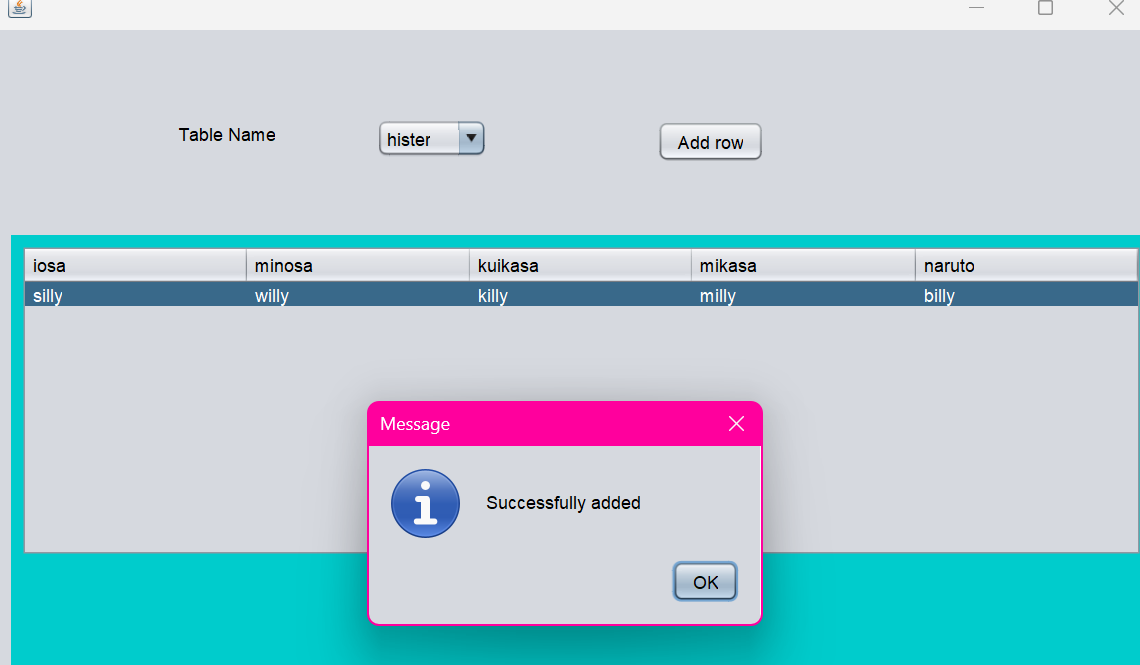 Table Name
hister
Add row
iosa minosa kuikasa mikasa naruto
silly willy killy milly billy
Message
Successfully added
OK